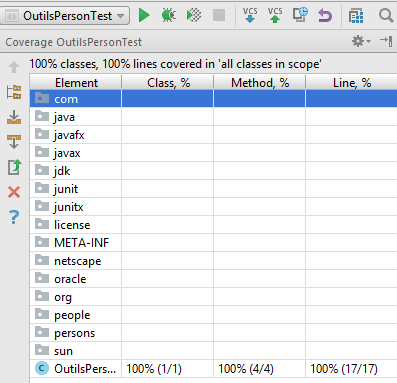 OutilsPersonTest
VCS VCS
Coverage OutilsPersonTest
100% classes, 100% lines covered in 'all classes in scope'
Element Class, % Method, % Line, %
com
java
javafx
javax
jdk
junit
junitx
license
META-INF
netscape
oracle
org
people
persons
sun
OutilsPers... 100% (1/1) 100% (4/4) 100% (17/17)